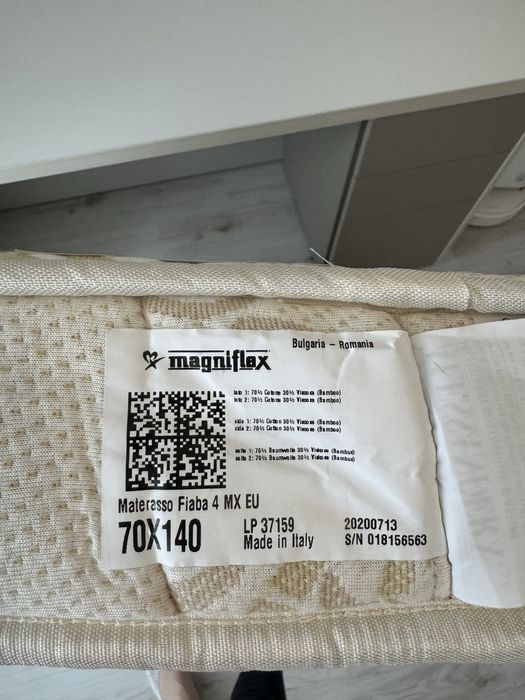 Bulgaria - Romania
magniflex
lato 1: 70% Cotone 30% Viscosa (Bamboo)
lato 2: 70% Cotone 30% Viscosa (Bamboo)
side 1: 70% Cotton 30% Viscosa (Bamboo)
side 2: 70% Cotton 30% Viscosa (Bamboo)
seite 1: 70% Baumwolle 30% Viskose (Bambus)
seite 2: 70% Baumwolle 30% Viskose (Bambus)
Materasso Fiaba 4 MX EU
70X140
LP 37159
20200713
Made in Italy
S/N 018156563